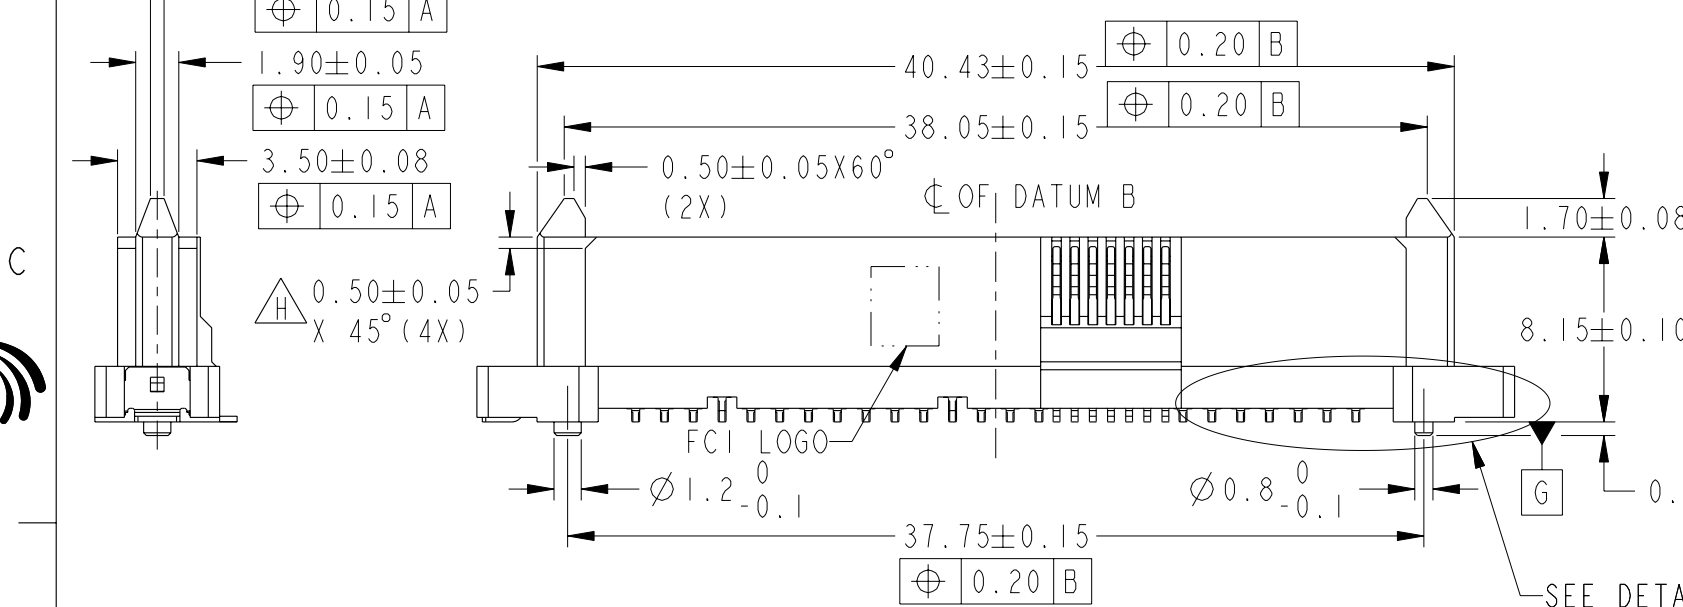 ⌖ 0.15 A
1.90±0.05
⌖ 0.15 A
3.50±0.08
⌖ 0.15 A
C
H 0.50±0.05
X 45° (4X)
40.43±0.15 ⌖ 0.20 B
38.05±0.15 ⌖ 0.20 B
0.50±0.05X60°
(2X)
℄ OF DATUM B
1.70±0.08
8.15±0.10
FCI LOGO
Ø1.2 0 -0.1
Ø0.8 0 -0.1
G
0.
37.75±0.15
⌖ 0.20 B
SEE DETA